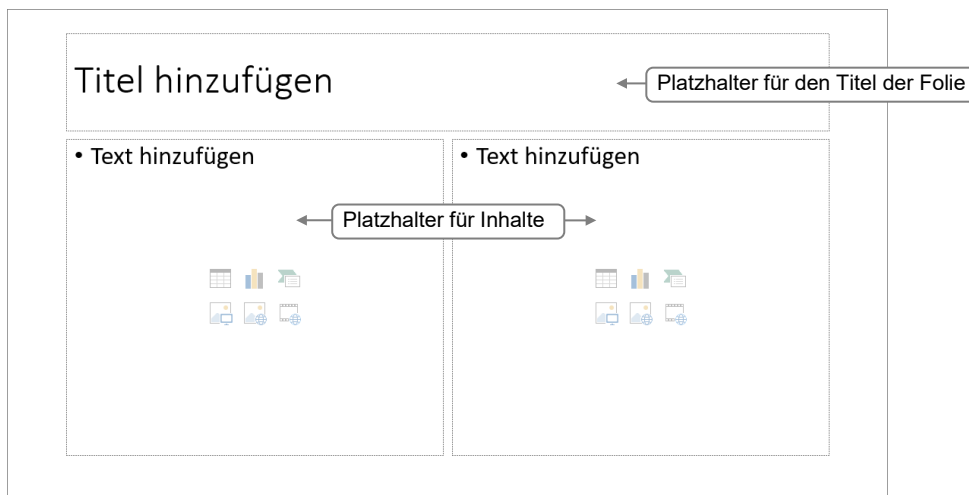 Titel hinzufügen
Platzhalter für den Titel der Folie
• Text hinzufügen
• Text hinzufügen
Platzhalter für Inhalte